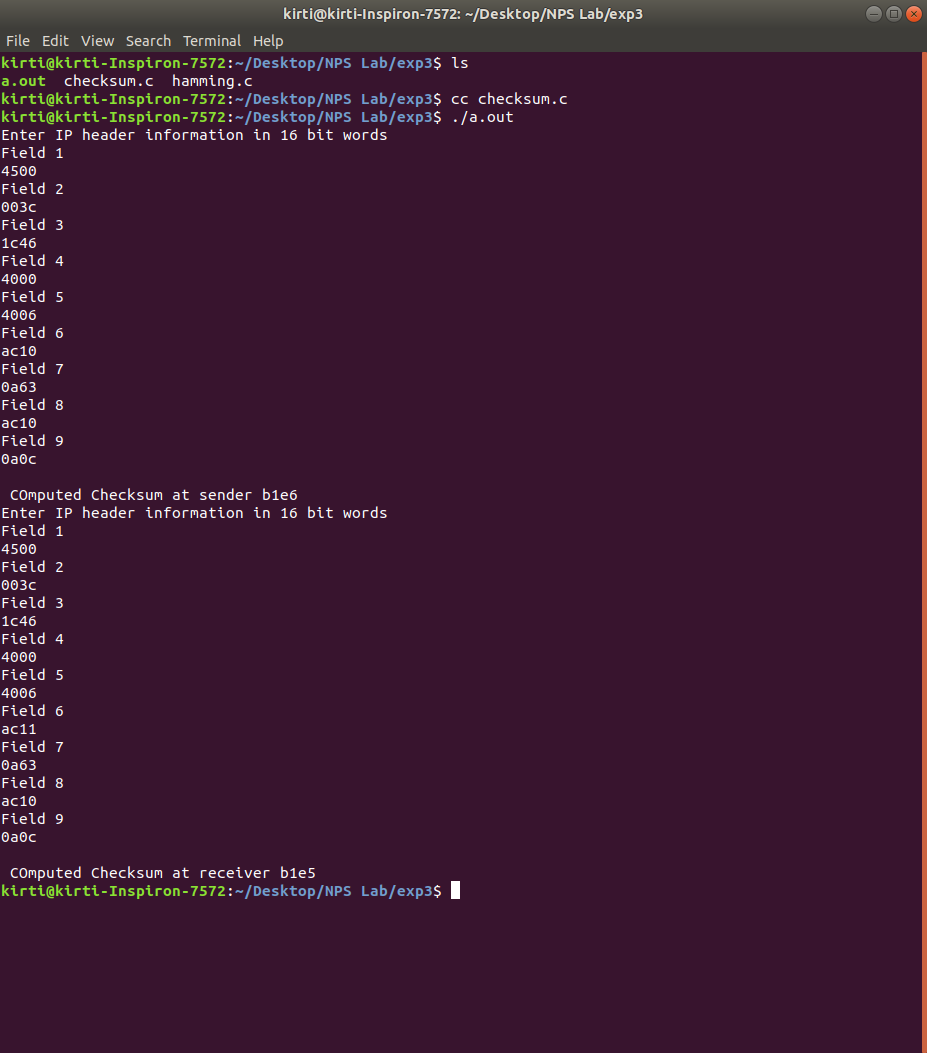 kirti@kirti-Inspiron-7572: ~/Desktop/NPS Lab/exp3
File Edit View Search Terminal Help
kirti@kirti-Inspiron-7572:~/Desktop/NPS Lab/exp3$ ls
a.out  checksum.c  hamming.c
kirti@kirti-Inspiron-7572:~/Desktop/NPS Lab/exp3$ cc checksum.c
kirti@kirti-Inspiron-7572:~/Desktop/NPS Lab/exp3$ ./a.out
Enter IP header information in 16 bit words
Field 1
4500
Field 2
003c
Field 3
1c46
Field 4
4000
Field 5
4006
Field 6
ac10
Field 7
0a63
Field 8
ac10
Field 9
0a0c
COmputed Checksum at sender b1e6
Enter IP header information in 16 bit words
Field 1
4500
Field 2
003c
Field 3
1c46
Field 4
4000
Field 5
4006
Field 6
ac11
Field 7
0a63
Field 8
ac10
Field 9
0a0c
COmputed Checksum at receiver b1e5
kirti@kirti-Inspiron-7572:~/Desktop/NPS Lab/exp3$